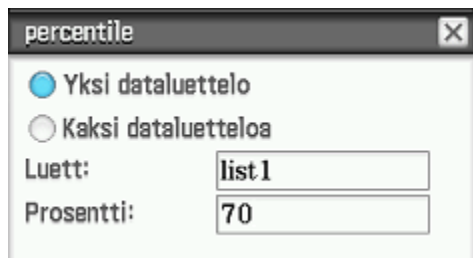 percentile
Yksi dataluettelo
Kaksi dataluetteloa
Luett: list1
Prosentti: 70